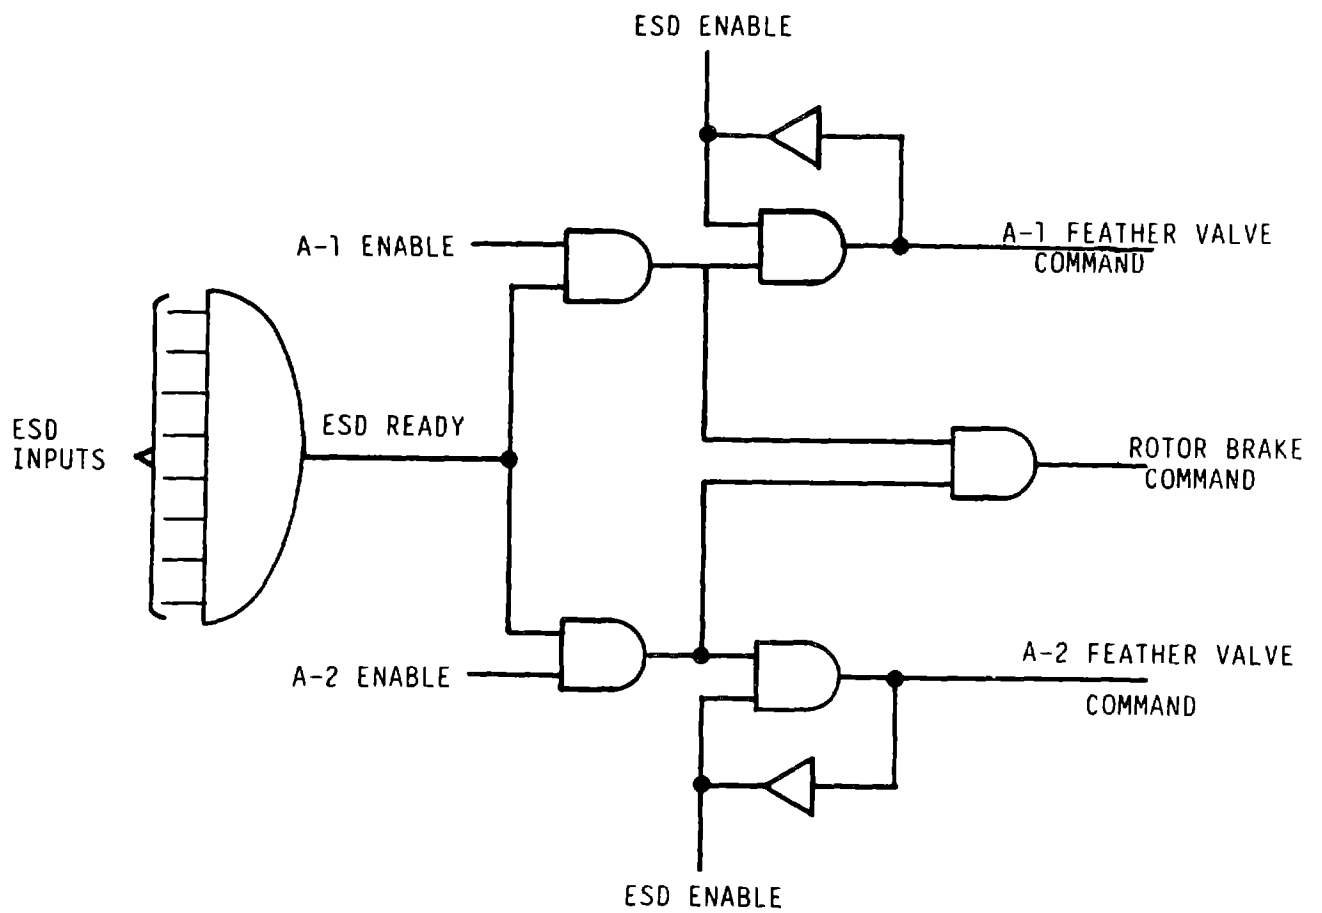 ESD ENABLE
A-1 ENABLE
A-1 FEATHER VALVE
COMMAND
ESD
INPUTS
ESD READY
ROTOR BRAKE
COMMAND
A-2 ENABLE
A-2 FEATHER VALVE
COMMAND
ESD ENABLE